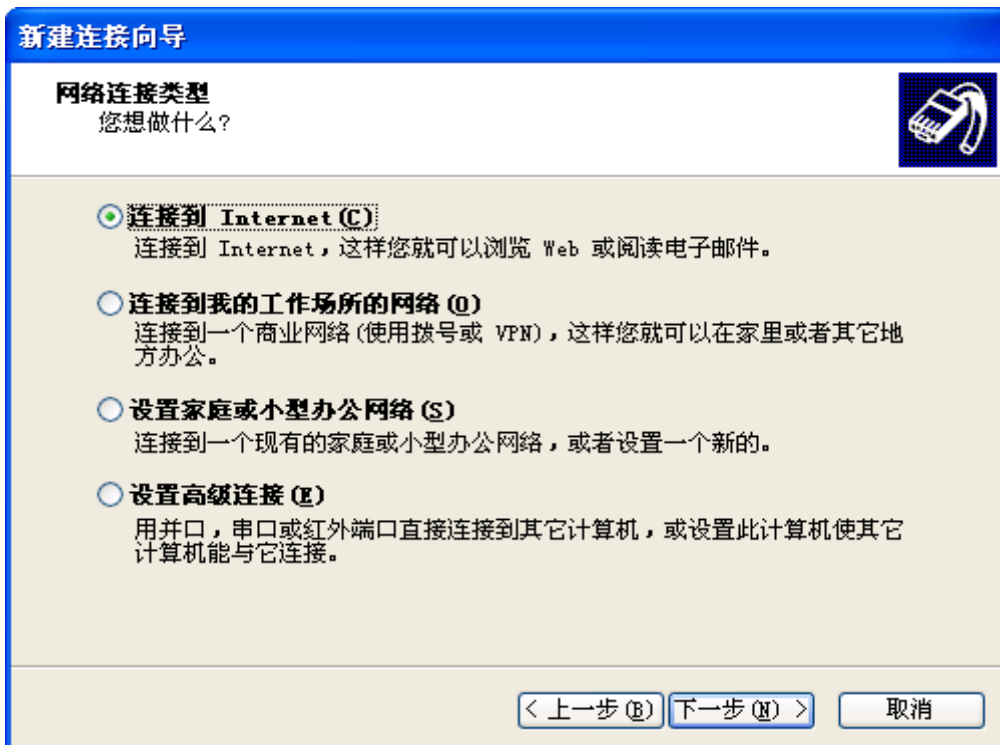 新建连接向导
网络连接类型
您想做什么?
连接到 Internet(C)
连接到 Internet，这样您就可以浏览 Web 或阅读电子邮件。
连接到我的工作场所的网络(O)
连接到一个商业网络(使用拨号或 VPN)，这样您就可以在家里或者其它地
方办公。
设置家庭或小型办公网络(S)
连接到一个现有的家庭或小型办公网络，或者设置一个新的。
设置高级连接(E)
用并口，串口或红外端口直接连接到其它计算机，或设置此计算机使其它
计算机能与它连接。
< 上一步(B) 下一步(N) > 取消